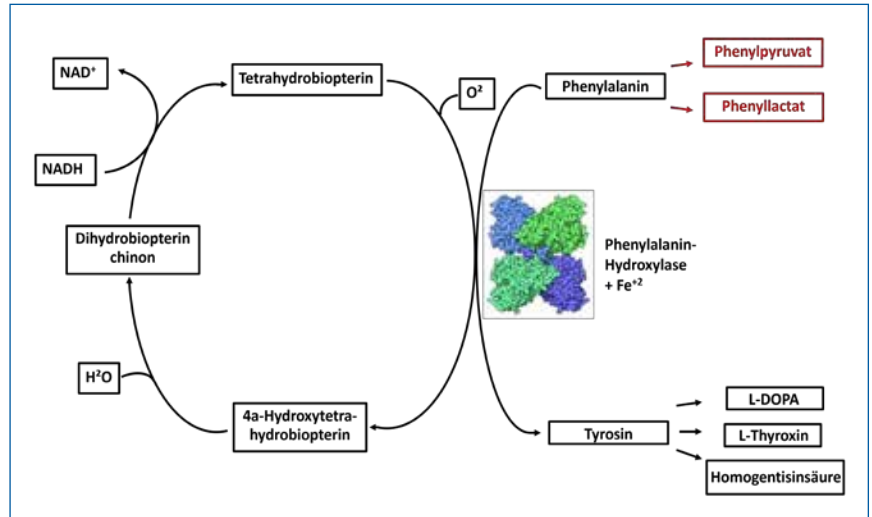 Phenylpyruvat
NAD⁺
Tetrahydrobiopterin
O²
Phenylalanin
Phenyllactat
NADH
Dihydrobiopterin
chinon
Phenylalanin-
Hydroxylase
+ Fe⁺²
H²O
4a-Hydroxytetra-
hydrobiopterin
Tyrosin
L-DOPA
L-Thyroxin
Homogentisinsäure